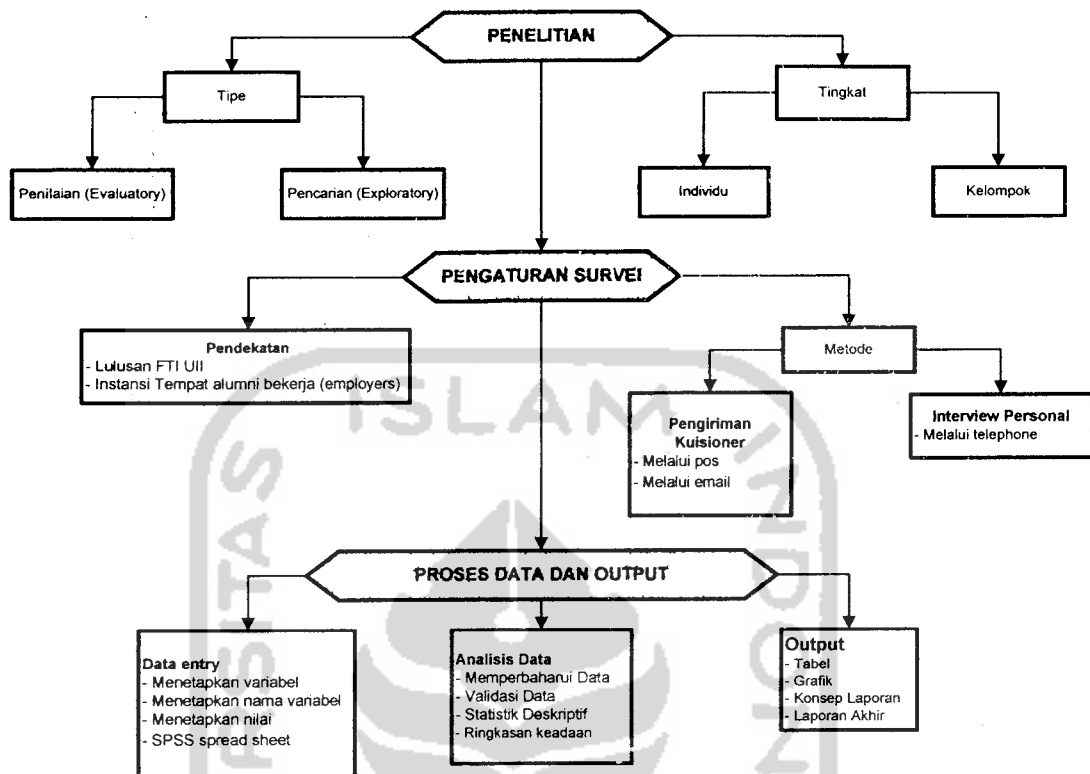 PENELITIAN
Tipe
Tingkat
Penilaian (Evaluatory)
Pencarian (Exploratory)
Individu
Kelompok
PENGATURAN SURVEI
Pendekatan
- Lulusan FTI UII
- Instansi Tempat alumni bekerja (employers)
Metode
Pengiriman
Kuisioner
- Melalui pos
- Melalui email
Interview Personal
- Melalui telephone
PROSES DATA DAN OUTPUT
Data entry
- Menetapkan variabel
- Menetapkan nama variabel
- Menetapkan nilai
- SPSS spread sheet
Analisis Data
- Memperbaharui Data
- Validasi Data
- Statistik Deskriptif
- Ringkasan keadaan
Output
- Tabel
- Grafik
- Konsep Laporan
- Laporan Akhir
ISLAM